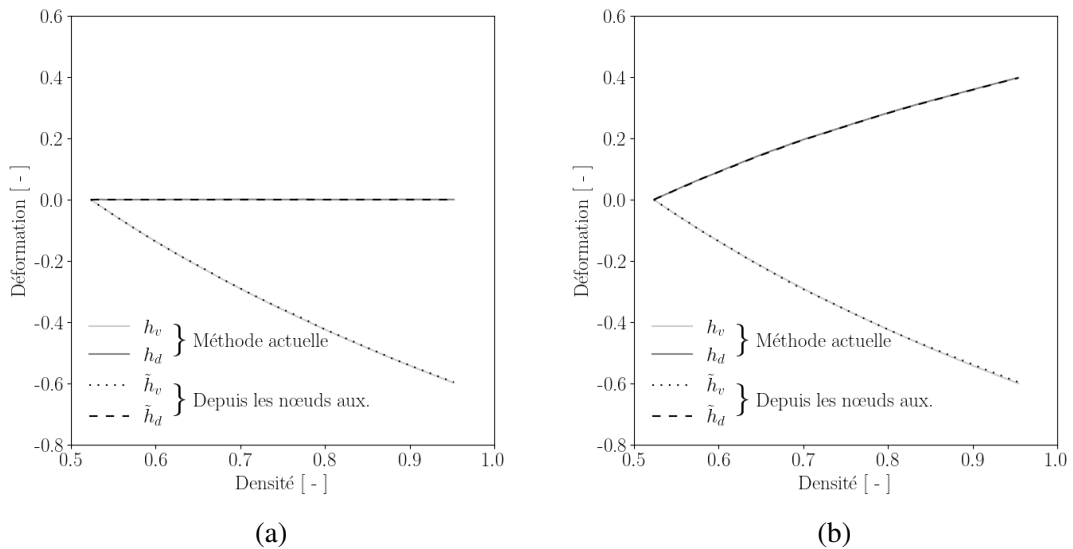 0.6
0.4
0.2
0.0
-0.2
-0.4
-0.6
-0.8
Déformation [ - ]
h_v
h_d
} Méthode actuelle
h̃_v
h̃_d
} Depuis les nœuds aux.
0.5 0.6 0.7 0.8 0.9 1.0
Densité [ - ]
(a)
0.6
0.4
0.2
0.0
-0.2
-0.4
-0.6
-0.8
Déformation [ - ]
h_v
h_d
} Méthode actuelle
h̃_v
h̃_d
} Depuis les nœuds aux.
0.5 0.6 0.7 0.8 0.9 1.0
Densité [ - ]
(b)